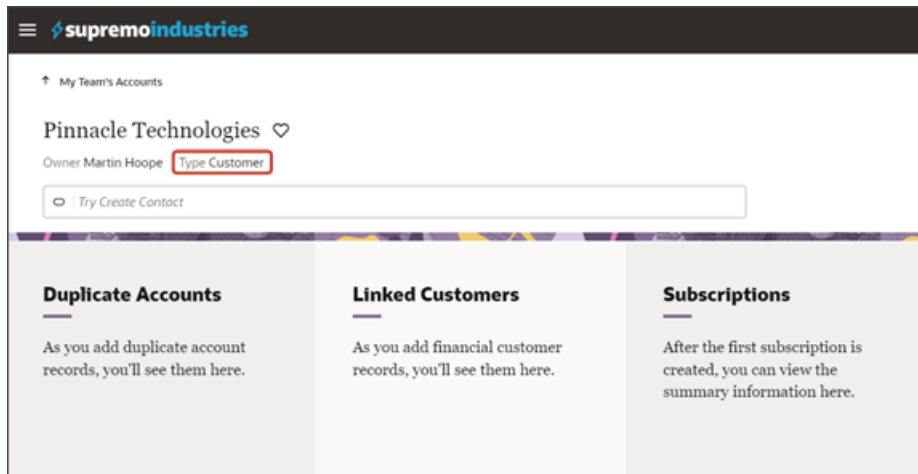 supremoindustries
My Team's Accounts
Pinnacle Technologies
Owner Martin Hoope Type Customer
Try Create Contact
Duplicate Accounts
As you add duplicate account
records, you'll see them here.
Linked Customers
As you add financial customer
records, you'll see them here.
Subscriptions
After the first subscription is
created, you can view the
summary information here.